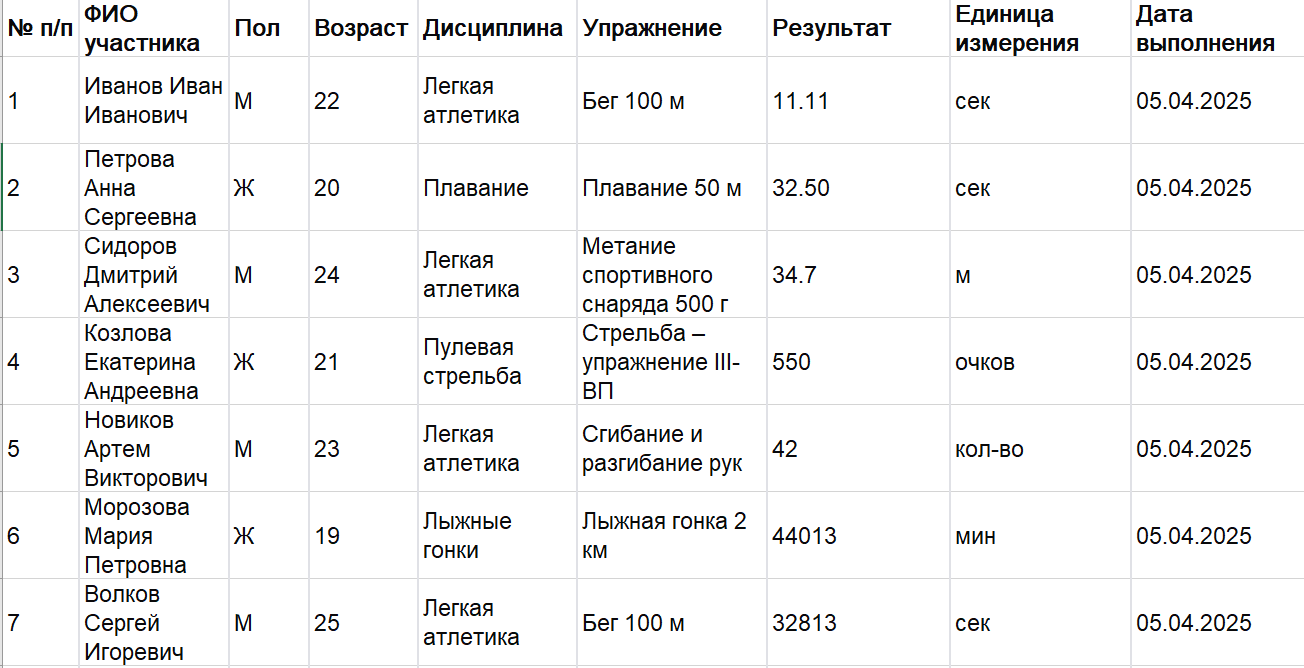 № п/п ФИО участника Пол Возраст Дисциплина Упражнение Результат Единица измерения Дата выполнения
1 Иванов Иван Иванович М 22 Легкая атлетика Бег 100 м 11.11 сек 05.04.2025
2 Петрова Анна Сергеевна Ж 20 Плавание Плавание 50 м 32.50 сек 05.04.2025
3 Сидоров Дмитрий Алексеевич М 24 Легкая атлетика Метание спортивного снаряда 500 г 34.7 м 05.04.2025
4 Козлова Екатерина Андреевна Ж 21 Пулевая стрельба Стрельба – упражнение III-ВП 550 очков 05.04.2025
5 Новиков Артем Викторович М 23 Легкая атлетика Сгибание и разгибание рук 42 кол-во 05.04.2025
6 Морозова Мария Петровна Ж 19 Лыжные гонки Лыжная гонка 2 км 44013 мин 05.04.2025
7 Волков Сергей Игоревич М 25 Легкая атлетика Бег 100 м 32813 сек 05.04.2025